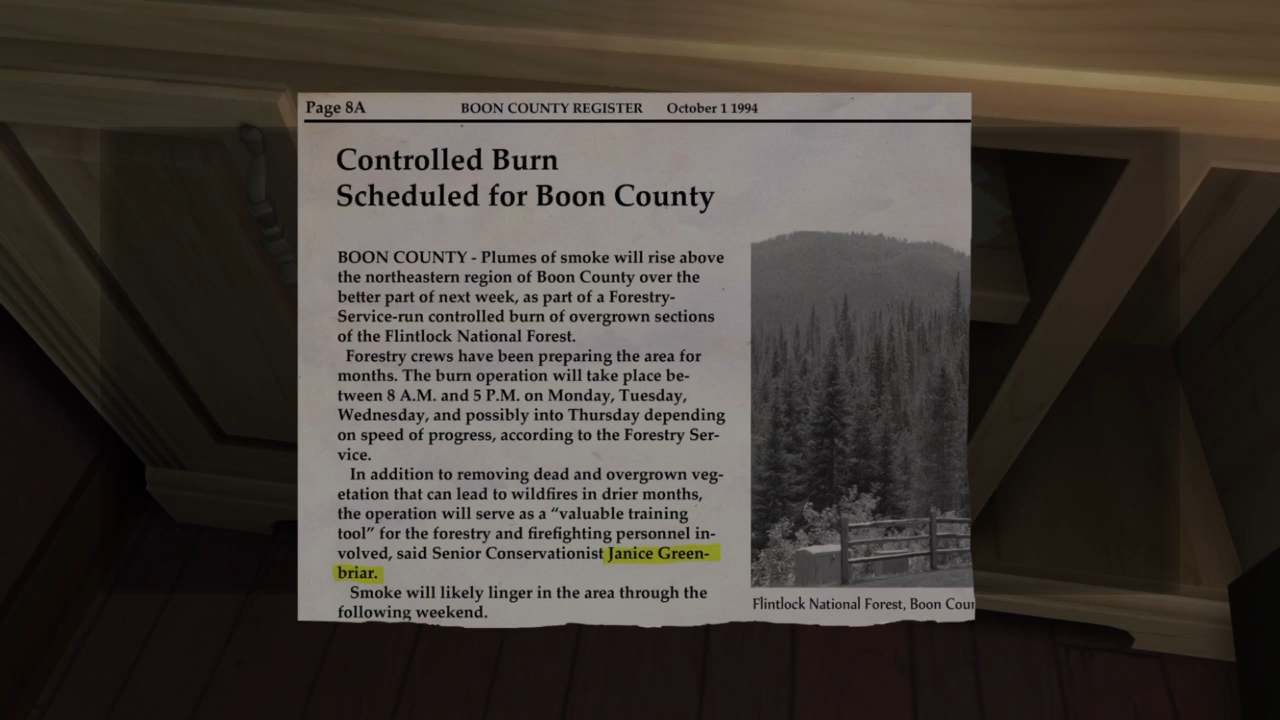 Page 8A BOON COUNTY REGISTER October 1 1994
Controlled Burn
Scheduled for Boon County
BOON COUNTY - Plumes of smoke will rise above
the northeastern region of Boon County over the
better part of next week, as part of a Forestry-
Service-run controlled burn of overgrown sections
of the Flintlock National Forest.
Forestry crews have been preparing the area for
months. The burn operation will take place be-
tween 8 A.M. and 5 P.M. on Monday, Tuesday,
Wednesday, and possibly into Thursday depending
on speed of progress, according to the Forestry Ser-
vice.
In addition to removing dead and overgrown veg-
etation that can lead to wildfires in drier months,
the operation will serve as a “valuable training
tool” for the forestry and firefighting personnel in-
volved, said Senior Conservationist Janice Green-
briar.
Smoke will likely linger in the area through the
following weekend.
Flintlock National Forest, Boon Cour